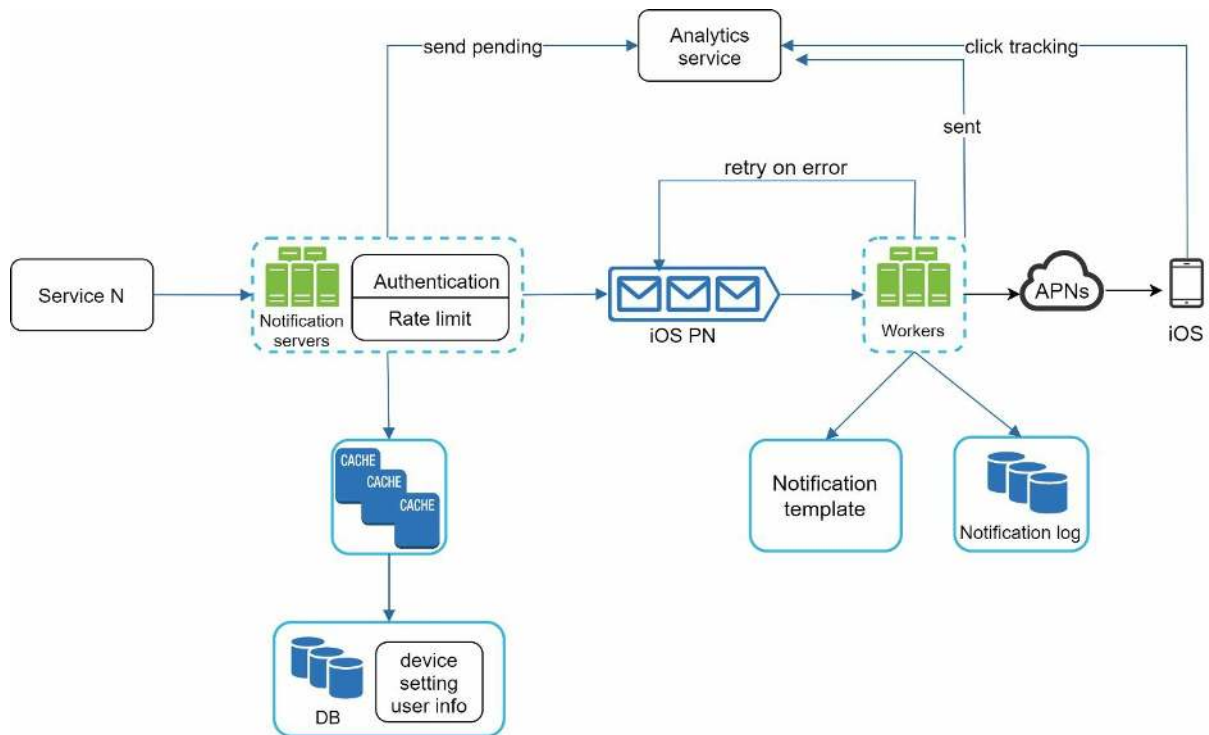 send pending
Analytics
service
click tracking
sent
retry on error
Service N
Notification
servers
Authentication
Rate limit
iOS PN
Workers
APNs
iOS
CACHE
CACHE
CACHE
Notification
template
Notification log
DB
device
setting
user info